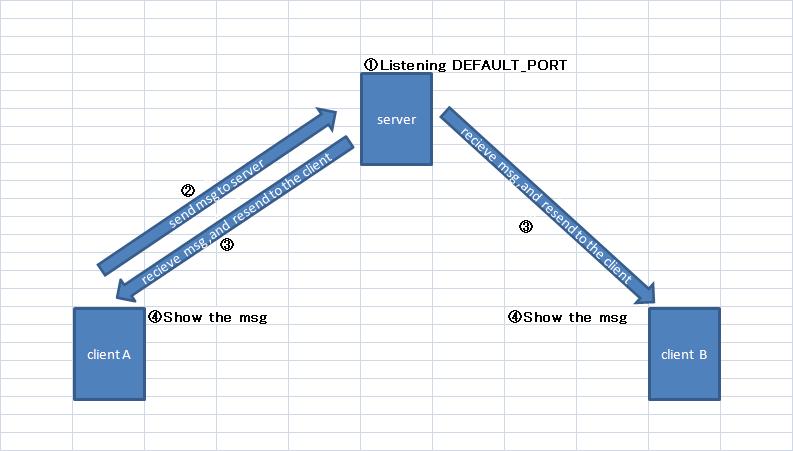 ①Listening DEFAULT_PORT
server
②
send msg to server
③
recieve msg,and resend to the client
③
recieve msg,and resend to the client
④Show the msg
④Show the msg
client A
client B